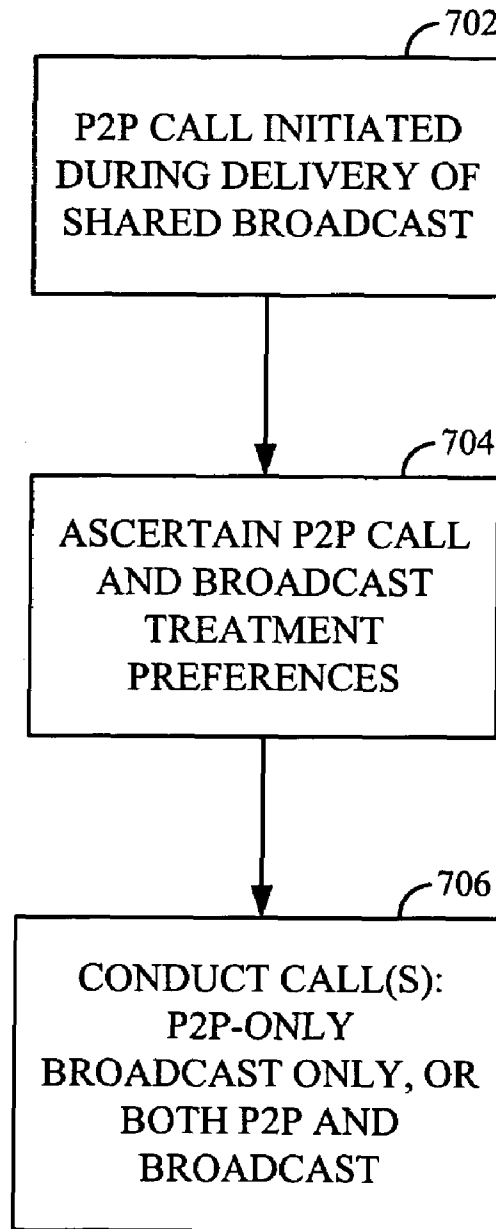 702
P2P CALL INITIATED
DURING DELIVERY OF
SHARED BROADCAST
704
ASCERTAIN P2P CALL
AND BROADCAST
TREATMENT
PREFERENCES
706
CONDUCT CALL(S):
P2P-ONLY
BROADCAST ONLY, OR
BOTH P2P AND
BROADCAST